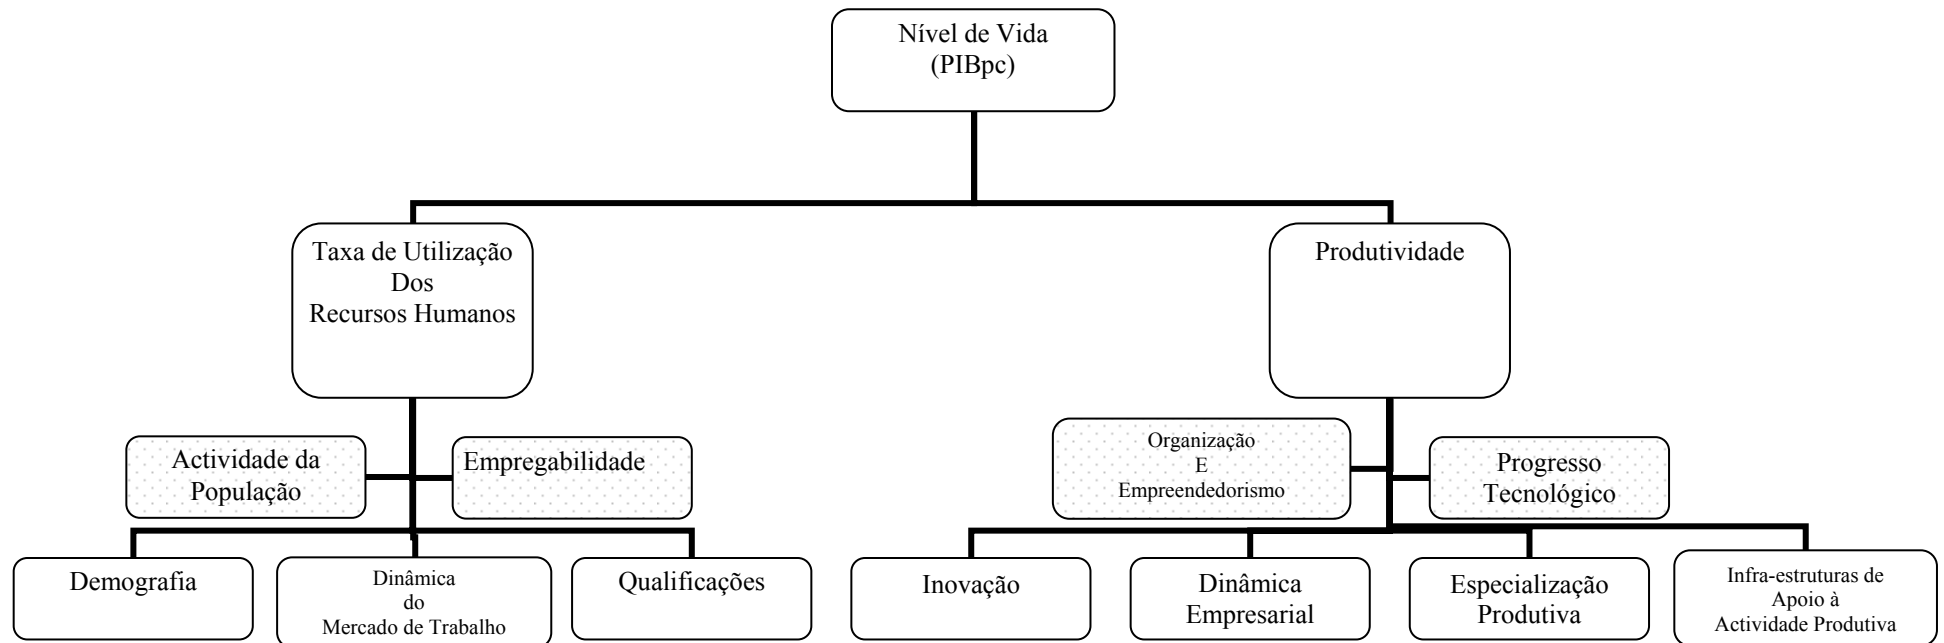 Nível de Vida
(PIBpc)
Taxa de Utilização
Dos
Recursos Humanos
Produtividade
Actividade da
População
Empregabilidade
Organização
E
Empreendedorismo
Progresso
Tecnológico
Demografia
Dinâmica
do
Mercado de Trabalho
Qualificações
Inovação
Dinâmica
Empresarial
Especialização
Produtiva
Infra-estruturas de
Apoio à
Actividade Produtiva